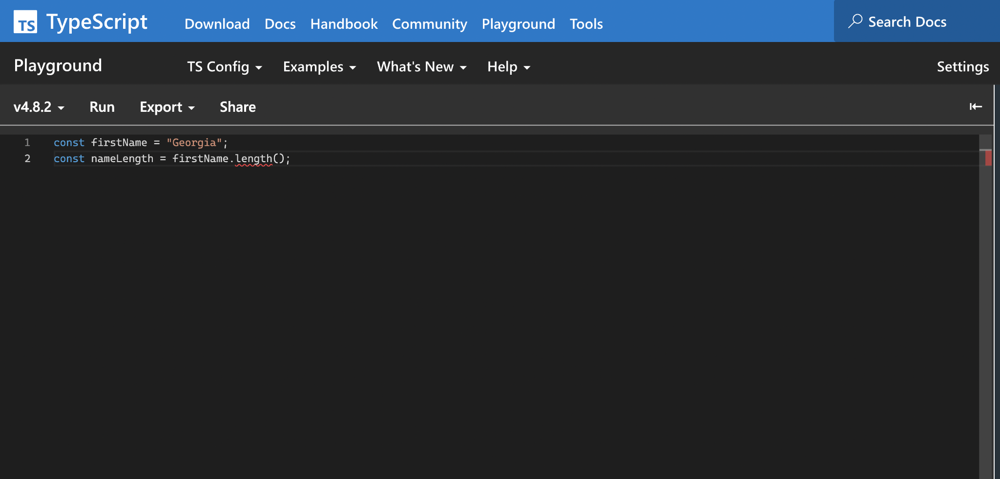 TS TypeScript Download Docs Handbook Community Playground Tools Search Docs
Playground TS Config Examples What's New Help Settings
v4.8.2 Run Export Share
1 const firstName = "Georgia";
2 const nameLength = firstName.length();